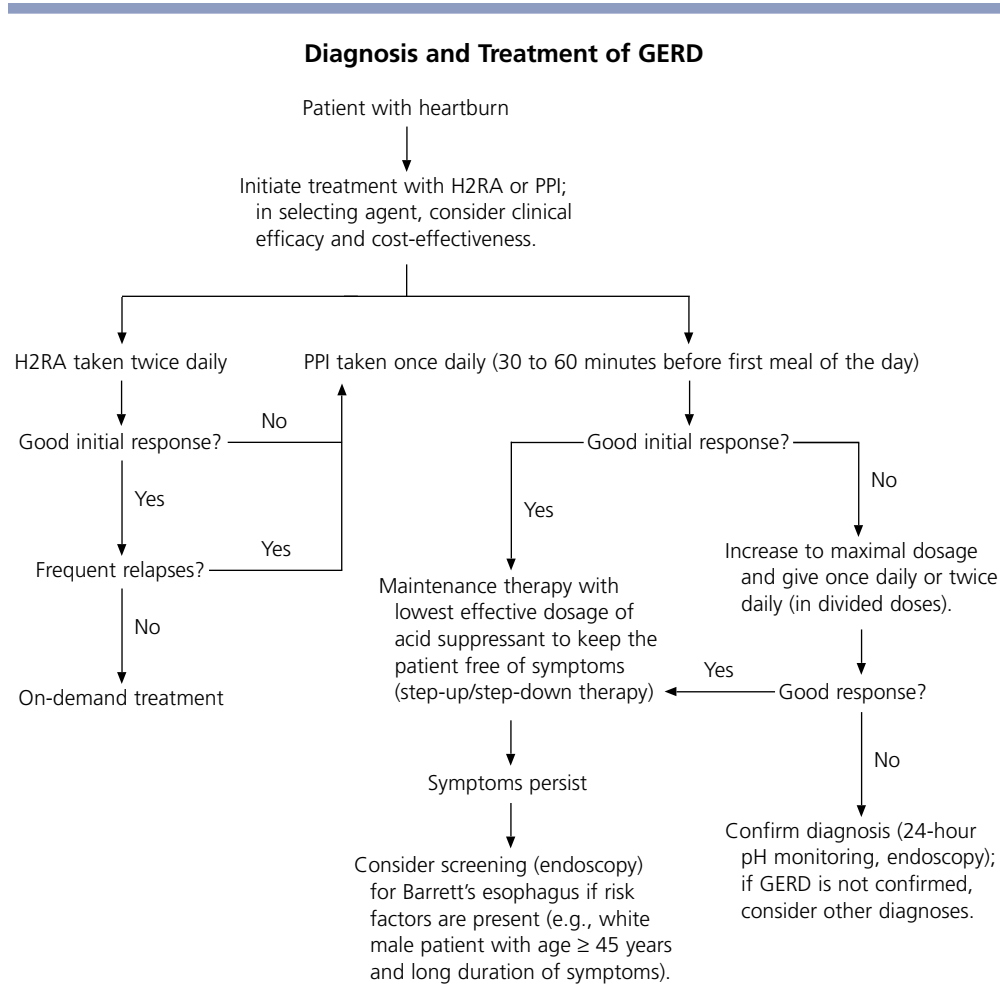 Diagnosis and Treatment of GERD
Patient with heartburn
Initiate treatment with H2RA or PPI;
in selecting agent, consider clinical
efficacy and cost-effectiveness.
H2RA taken twice daily
PPI taken once daily (30 to 60 minutes before first meal of the day)
Good initial response?
No
Good initial response?
Yes
Yes
No
Frequent relapses?
Yes
Maintenance therapy with
lowest effective dosage of
acid suppressant to keep the
patient free of symptoms
(step-up/step-down therapy)
Increase to maximal dosage
and give once daily or twice
daily (in divided doses).
No
On-demand treatment
Yes
Good response?
Symptoms persist
No
Consider screening (endoscopy)
for Barrett's esophagus if risk
factors are present (e.g., white
male patient with age ≥ 45 years
and long duration of symptoms).
Confirm diagnosis (24-hour
pH monitoring, endoscopy);
if GERD is not confirmed,
consider other diagnoses.